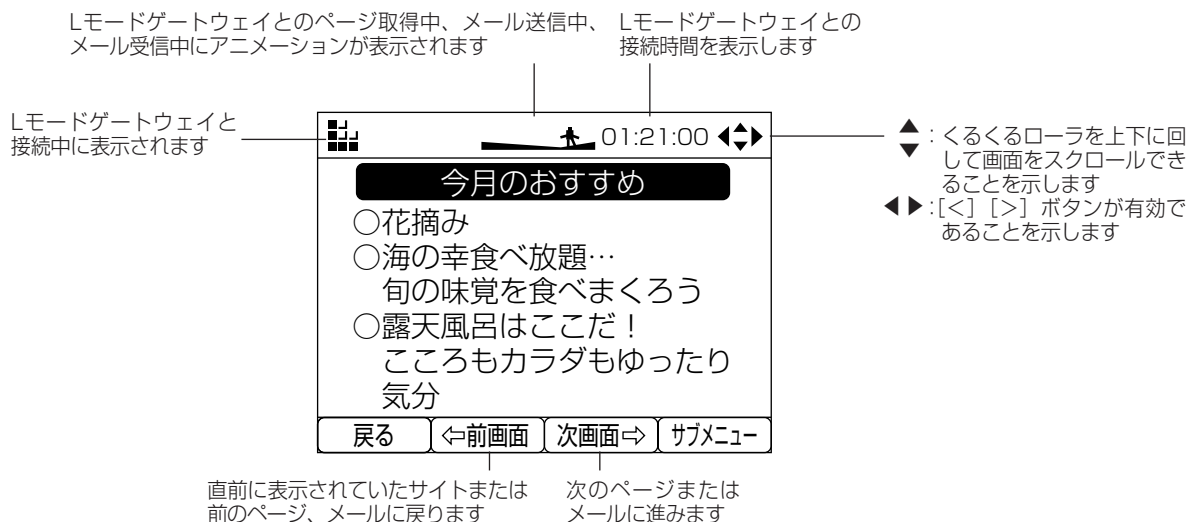 Lモードゲートウェイとのページ取得中、メール送信中、
メール受信中にアニメーションが表示されます
Lモードゲートウェイとの
接続時間を表示します
Lモードゲートウェイと
接続中に表示されます
01:21:00
▲▼：くるくるローラを上下に回
して画面をスクロールでき
ることを示します
◀▶：[＜]［＞］ボタンが有効で
あることを示します
今月のおすすめ
○花摘み
○海の幸食べ放題…
旬の味覚を食べまくろう
○露天風呂はここだ！
こころもカラダもゆったり
気分
戻る ⇦前画面 次画面⇨ サブメニュー
直前に表示されていたサイトまたは
前のページ、メールに戻ります
次のページまたは
メールに進みます